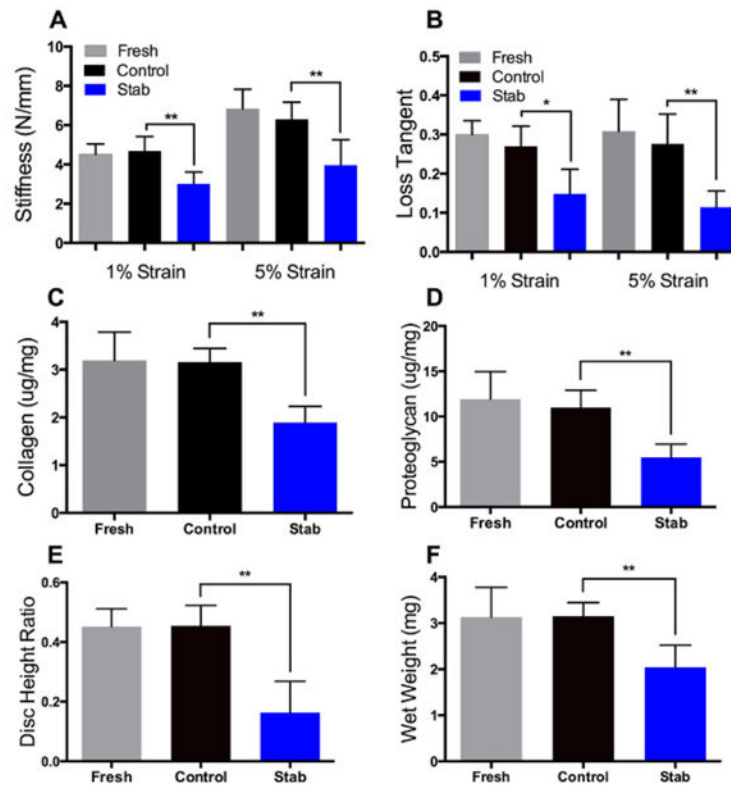 A
Fresh
Control
Stab
**
**
Stiffness (N/mm)
10
8
6
4
2
0
1% Strain
5% Strain
B
Fresh
Control
Stab
*
**
Loss Tangent
0.5
0.4
0.3
0.2
0.1
0.0
1% Strain
5% Strain
C
**
Collagen (ug/mg)
4
3
2
1
0
Fresh
Control
Stab
D
**
Proteoglycan (ug/mg)
20
15
10
5
0
Fresh
Control
Stab
E
**
Disc Height Ratio
0.6
0.4
0.2
0.0
Fresh
Control
Stab
F
**
Wet Weight (mg)
4
3
2
1
0
Fresh
Control
Stab